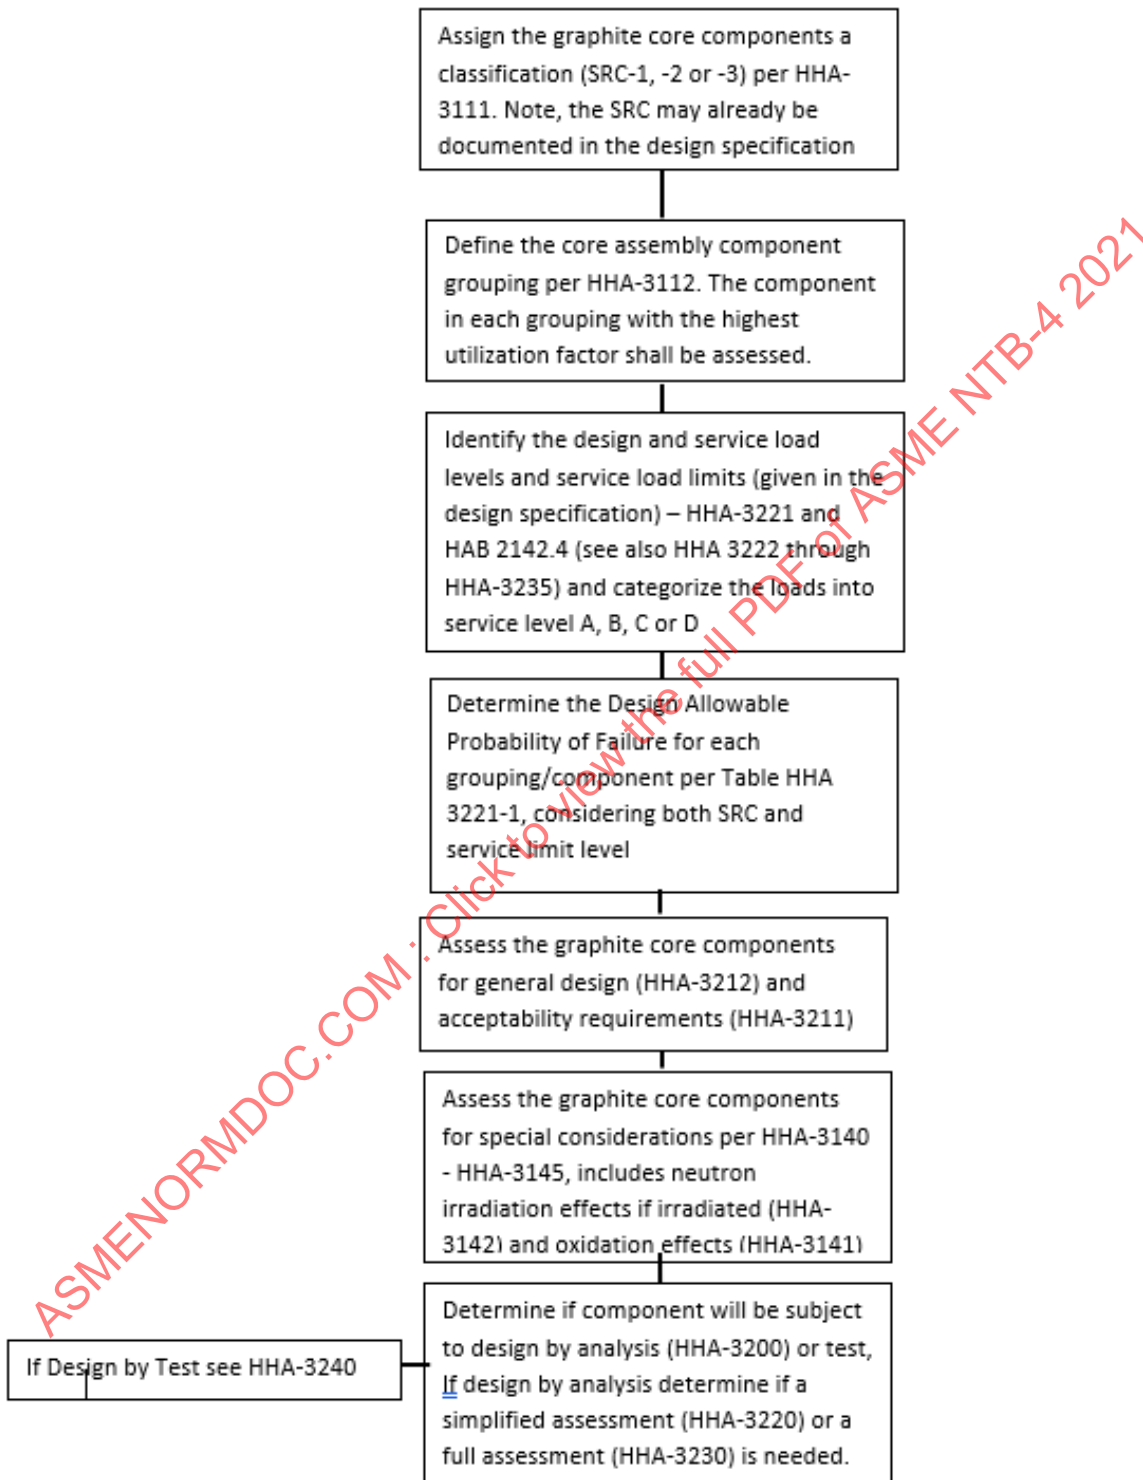 Assign the graphite core components a
classification (SRC-1, -2 or -3) per HHA-
3111. Note, the SRC may already be
documented in the design specification
Define the core assembly component
grouping per HHA-3112. The component
in each grouping with the highest
utilization factor shall be assessed.
Identify the design and service load
levels and service load limits (given in the
design specification) – HHA-3221 and
HAB 2142.4 (see also HHA 3222 through
HHA-3235) and categorize the loads into
service level A, B, C or D
Determine the Design Allowable
Probability of Failure for each
grouping/component per Table HHA
3221-1, considering both SRC and
service limit level
Assess the graphite core components
for general design (HHA-3212) and
acceptability requirements (HHA-3211)
Assess the graphite core components
for special considerations per HHA-3140
- HHA-3145, includes neutron
irradiation effects if irradiated (HHA-
3142) and oxidation effects (HHA-3141)
Determine if component will be subject
to design by analysis (HHA-3200) or test,
If design by analysis determine if a
simplified assessment (HHA-3220) or a
full assessment (HHA-3230) is needed.
If Design by Test see HHA-3240
ASMENORMDOC.COM : Click to view the full PDF of ASME NTB-4 2021